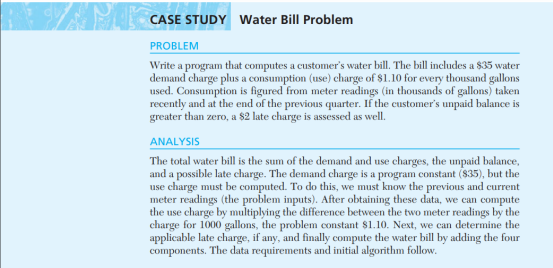 CASE STUDY Water Bill Problem
PROBLEM
Write a program that computes a customer's water bill. The bill includes a $35 water
demand charge plus a consumption (use) charge of $1.10 for every thousand gallons
used. Consumption is figured from meter readings (in thousands of gallons) taken
recently and at the end of the previous quarter. If the customer's unpaid balance is
greater than zero, a $2 late charge is assessed as well.
ANALYSIS
The total water bill is the sum of the demand and use charges, the unpaid balance,
and a possible late charge. The demand charge is a program constant ($35), but the
use charge must be computed. To do this, we must know the previous and current
meter readings (the problem inputs). After obtaining these data, we can compute
the use charge by multiplying the difference between the two meter readings by the
charge for 1000 gallons, the problem constant $1.10. Next, we can determine the
applicable late charge, if any, and finally compute the water bill by adding the four
components. The data requirements and initial algorithm follow.